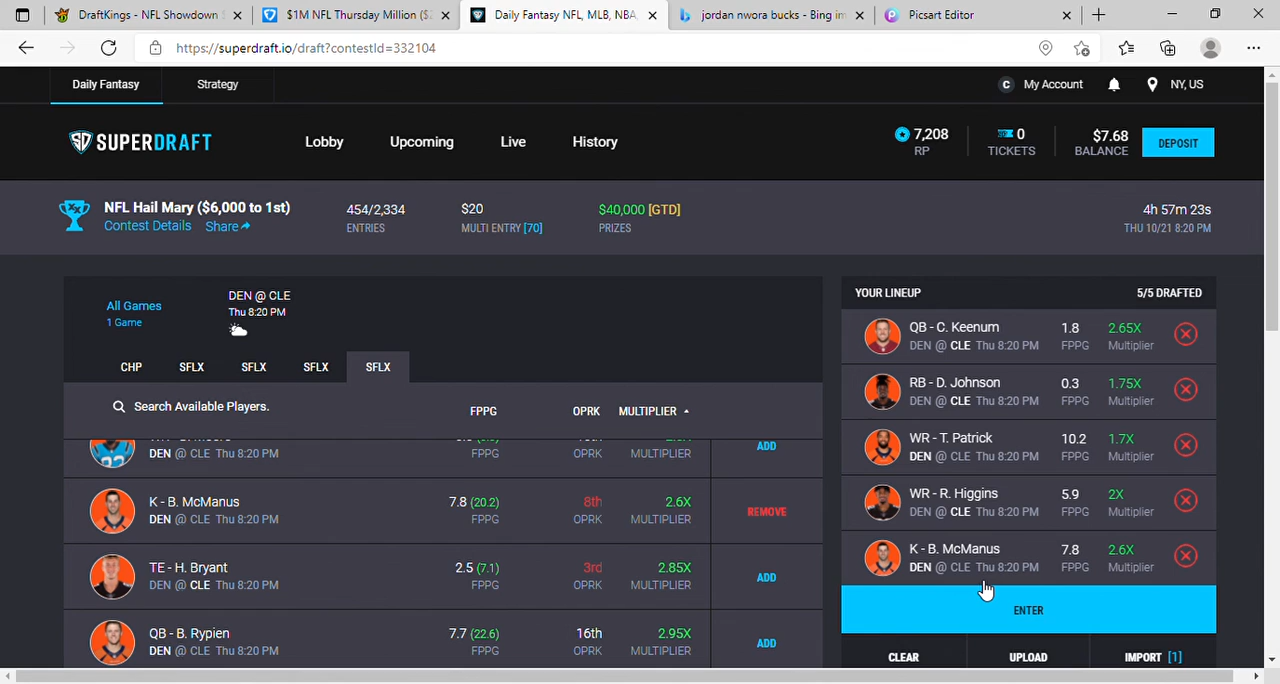 DraftKings - NFL Showdown
$1M NFL Thursday Million ($
Daily Fantasy NFL, MLB, NBA,
jordan nwora bucks - Bing im
Picsart Editor
https://superdraft.io/draft?contestId=332104
Daily Fantasy
Strategy
C My Account
NY, US
SUPERDRAFT
Lobby
Upcoming
Live
History
7,208
RP
0
TICKETS
$7.68
BALANCE
DEPOSIT
NFL Hail Mary ($6,000 to 1st)
Contest Details Share
454/2,334
ENTRIES
$20
MULTI ENTRY [70]
$40,000 [GTD]
PRIZES
4h 57m 23s
THU 10/21 8:20 PM
All Games
1 Game
DEN @ CLE
Thu 8:20 PM
CHP SFLX SFLX SFLX SFLX
Search Available Players.
FPPG OPRK MULTIPLIER
DEN @ CLE Thu 8:20 PM FPPG OPRK MULTIPLIER
ADD
K - B. McManus 7.8 (20.2) 8th 2.6X
DEN @ CLE Thu 8:20 PM FPPG OPRK MULTIPLIER
REMOVE
TE - H. Bryant 2.5 (7.1) 3rd 2.85X
DEN @ CLE Thu 8:20 PM FPPG OPRK MULTIPLIER
ADD
QB - B. Rypien 7.7 (22.6) 16th 2.95X
DEN @ CLE Thu 8:20 PM FPPG OPRK MULTIPLIER
ADD
YOUR LINEUP 5/5 DRAFTED
QB - C. Keenum 1.8 2.65X
DEN @ CLE Thu 8:20 PM FPPG Multiplier
RB - D. Johnson 0.3 1.75X
DEN @ CLE Thu 8:20 PM FPPG Multiplier
WR - T. Patrick 10.2 1.7X
DEN @ CLE Thu 8:20 PM FPPG Multiplier
WR - R. Higgins 5.9 2X
DEN @ CLE Thu 8:20 PM FPPG Multiplier
K - B. McManus 7.8 2.6X
DEN @ CLE Thu 8:20 PM FPPG Multiplier
ENTER
CLEAR UPLOAD IMPORT [1]